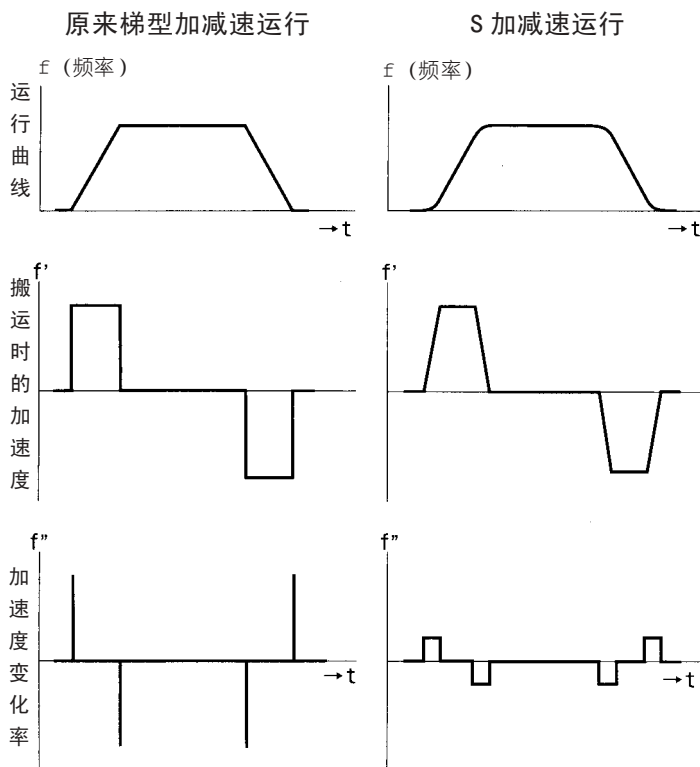 原来梯型加减速运行
S 加减速运行
f (频率)
f (频率)
运行曲线
→t
→t
f'
f'
搬运时的加速度
f"
f"
加速度变化率
→t
→t